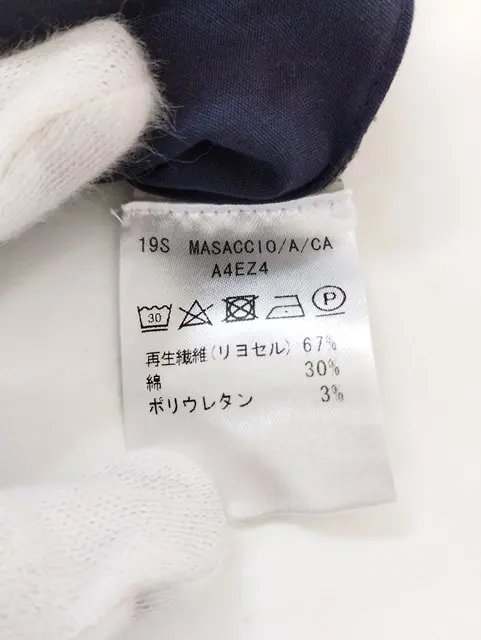 19S MASACCIO/A/CA
A4EZ4
30 P
再生繊維(リヨセル) 67%
綿 30%
ポリウレタン 3%